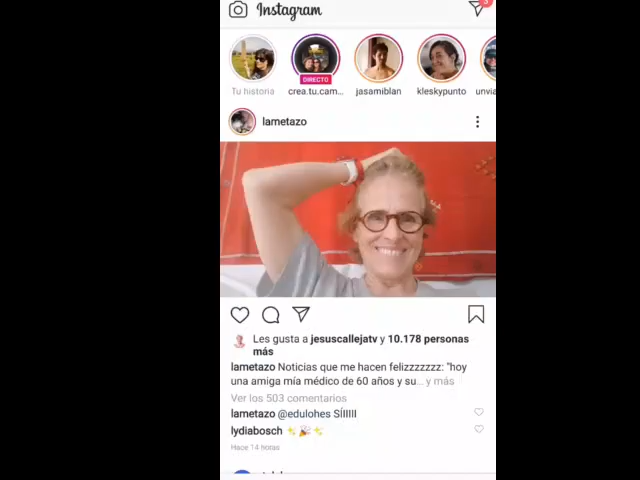 Instagram
DIRECTO
Tu historia crea.tu.cam... jasamiblan kleskypunto unvia
lametazo
Les gusta a jesuscallejatv y 10.178 personas
más
lametazo Noticias que me hacen felizzzzzzz: "hoy
una amiga mía médico de 60 años y su... y más
Ver los 503 comentarios
lametazo @edulohes SÍIIIII
lydiabosch ✨🎉✨
Hace 14 horas